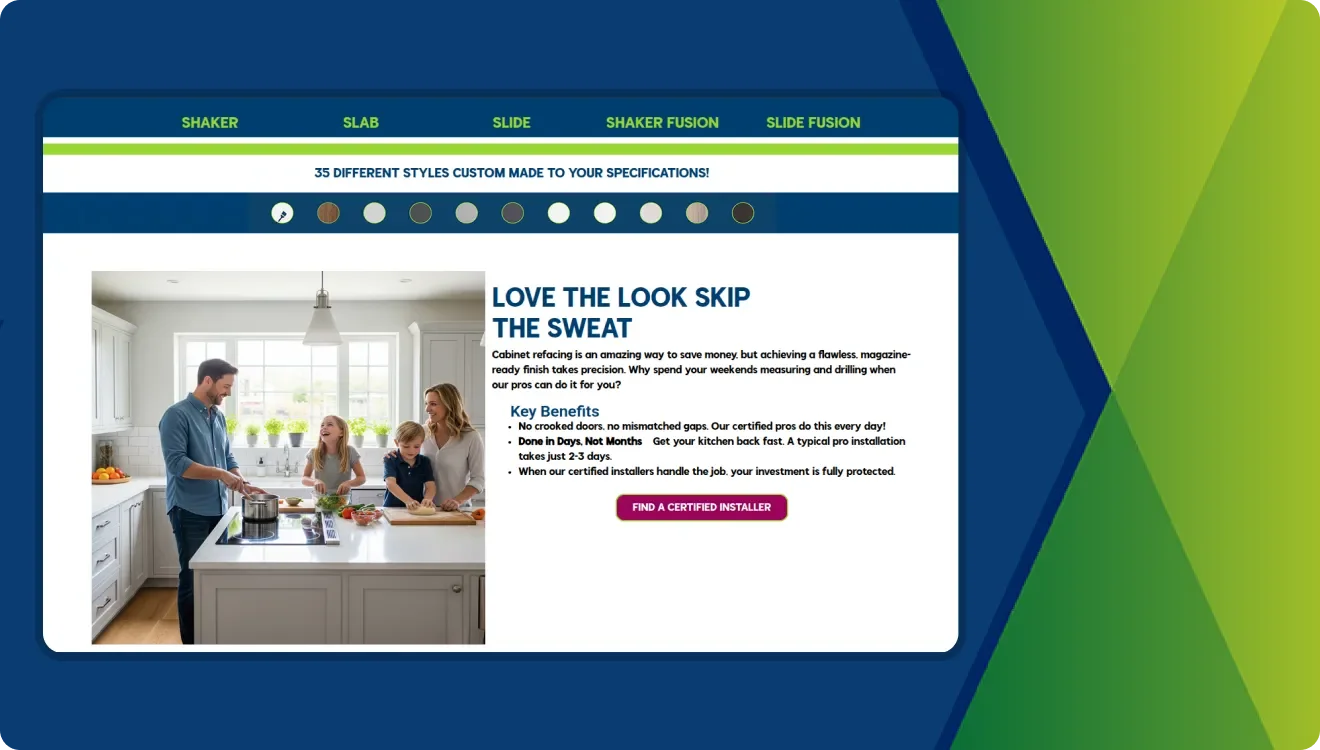 SHAKER SLAB SLIDE SHAKER FUSION SLIDE FUSION
35 DIFFERENT STYLES CUSTOM MADE TO YOUR SPECIFICATIONS!
LOVE THE LOOK SKIP
THE SWEAT
Cabinet refacing is an amazing way to save money, but achieving a flawless, magazine-
ready finish takes precision. Why spend your weekends measuring and drilling when
our pros can do it for you?
Key Benefits
• No crooked doors, no mismatched gaps. Our certified pros do this every day!
• Done in Days, Not Months Get your kitchen back fast. A typical pro installation
takes just 2-3 days.
• When our certified installers handle the job, your investment is fully protected.
FIND A CERTIFIED INSTALLER